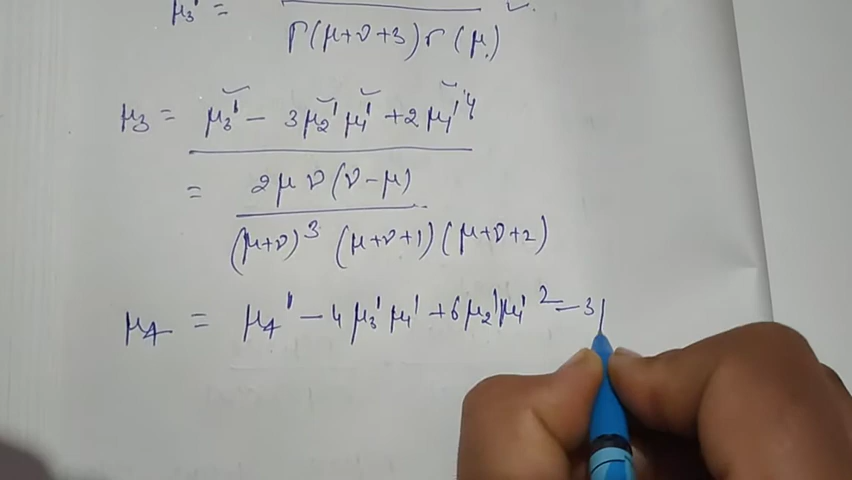 μ₃' =
Γ(μ+ν+3) Γ(μ)
μ₃ = μ₃' - 3μ₂'μ₁' + 2μ₁'⁴
= 2μν(ν-μ)
(μ+ν)³ (μ+ν+1)(μ+ν+2)
μ₄ = μ₄' - 4μ₃'μ₁' + 6μ₂'μ₁'² - 3